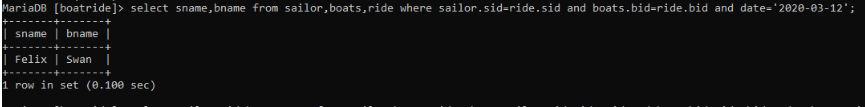 MariaDB [boatride]> select sname,bname from sailor,boats,ride where sailor.sid=ride.sid and boats.bid=ride.bid and date='2020-03-12';
+-------+-------+
| sname | bname |
+-------+-------+
| Felix | Swan  |
+-------+-------+
1 row in set (0.100 sec)